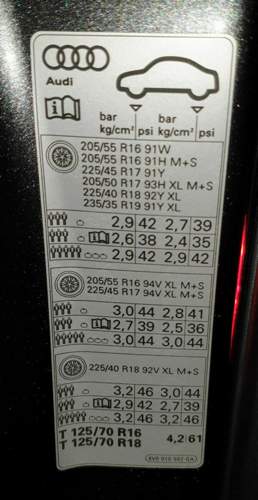 Audi
bar psi bar psi
kg/cm² kg/cm²
205/55 R16 91W
205/55 R16 91H M+S
225/45 R17 91Y
205/50 R17 93H XL M+S
225/40 R18 92Y XL
235/35 R19 91Y XL
2,9 42 2,7 39
2,6 38 2,4 35
2,9 42 2,9 42
205/55 R16 94V XL M+S
225/45 R17 94V XL M+S
3,0 44 2,8 41
2,7 39 2,5 36
3,0 44 3,0 44
225/40 R18 92V XL M+S
3,2 46 3,0 44
2,9 42 2,7 39
3,2 46 3,2 46
T 125/70 R16
T 125/70 R18
4,2 61